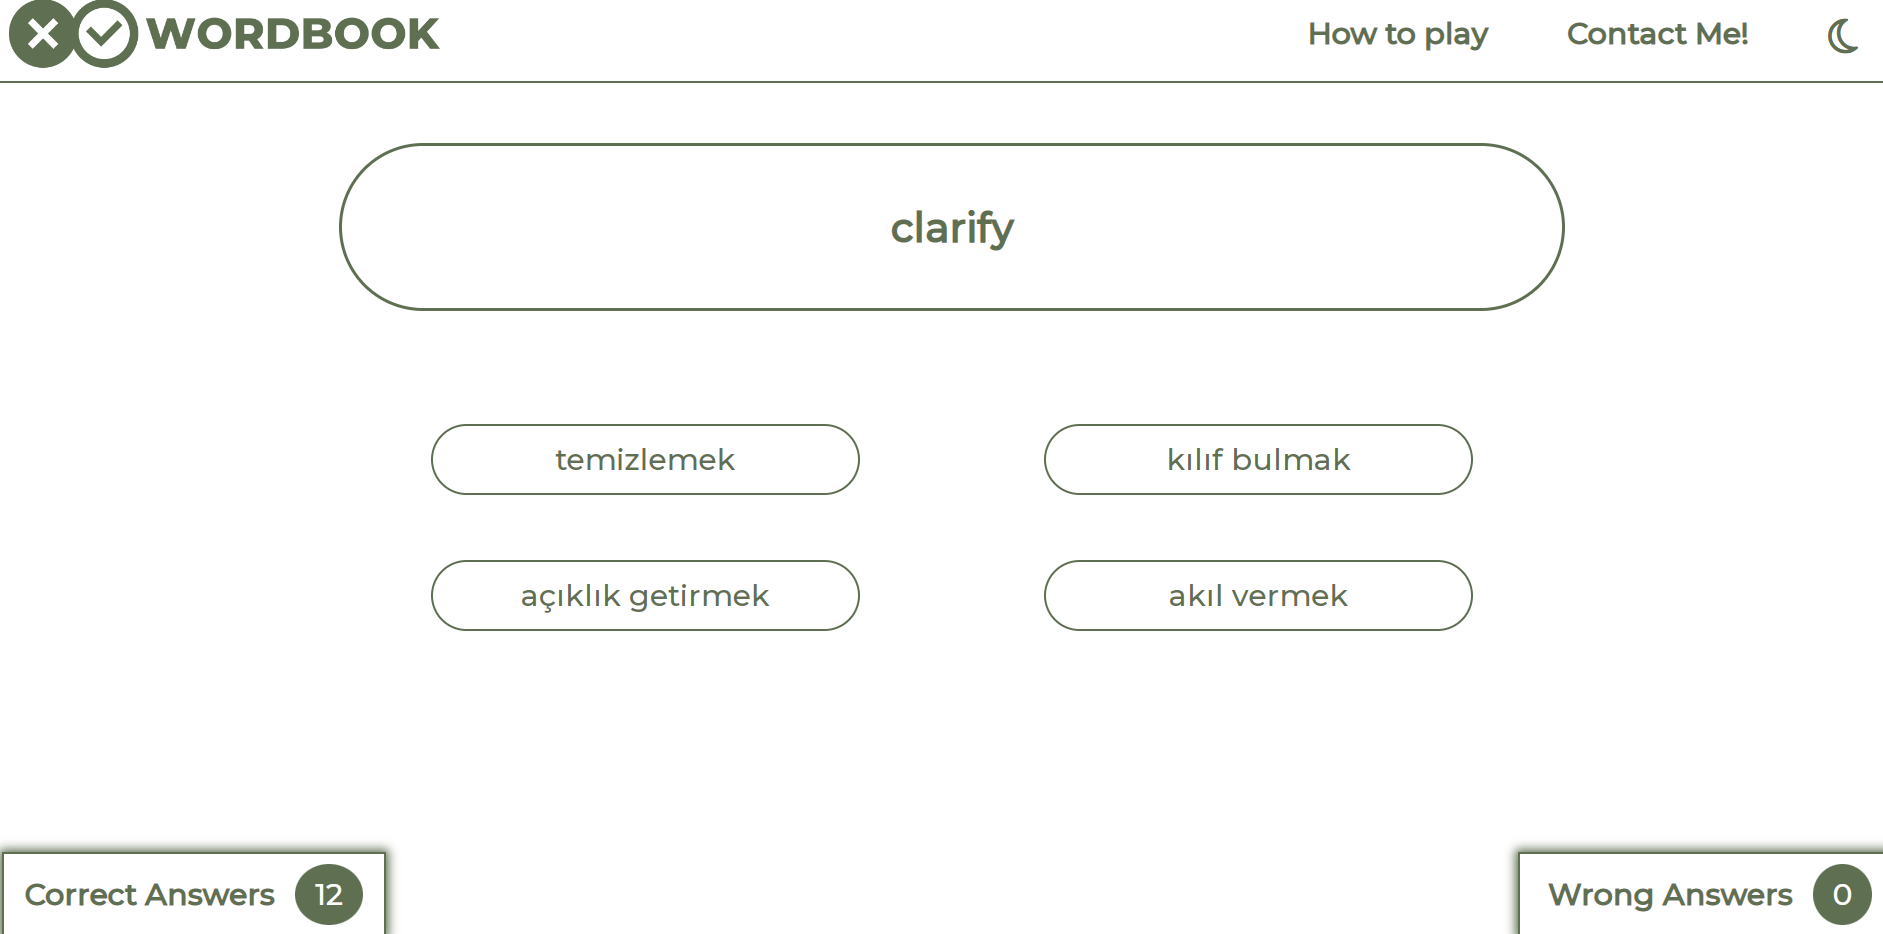 WORDBOOK
How to play
Contact Me!
clarify
temizlemek
kılıf bulmak
açıklık getirmek
akıl vermek
Correct Answers 12
Wrong Answers 0